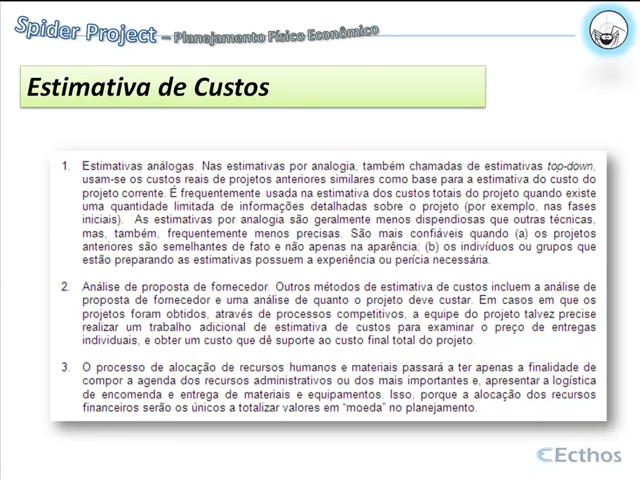 Spider Project – Planejamento Físico Econômico
Estimativa de Custos
1. Estimativas análogas. Nas estimativas por analogia, também chamadas de estimativas top-down,
usam-se os custos reais de projetos anteriores similares como base para a estimativa do custo do
projeto corrente. É frequentemente usada na estimativa dos custos totais do projeto quando existe
uma quantidade limitada de informações detalhadas sobre o projeto (por exemplo, nas fases
iniciais). As estimativas por analogia são geralmente menos dispendiosas que outras técnicas,
mas, também, frequentemente menos precisas. São mais confiáveis quando (a) os projetos
anteriores são semelhantes de fato e não apenas na aparência; (b) os indivíduos ou grupos que
estão preparando as estimativas possuem a experiência ou perícia necessária.
2. Análise de proposta de fornecedor. Outros métodos de estimativa de custos incluem a análise de
proposta de fornecedor e uma análise de quanto o projeto deve custar. Em casos em que os
projetos foram obtidos, através de processos competitivos, a equipe do projeto talvez precise
realizar um trabalho adicional de estimativa de custos para examinar o preço de entregas
individuais, e obter um custo que dê suporte ao custo final total do projeto.
3. O processo de alocação de recursos humanos e materiais passará a ter apenas a finalidade de
compor a agenda dos recursos administrativos ou dos mais importantes e, apresentar a logística
de encomenda e entrega de materiais e equipamentos. Isso, porque a alocação dos recursos
financeiros serão os únicos a totalizar valores em “moeda” no planejamento.
Ecthos